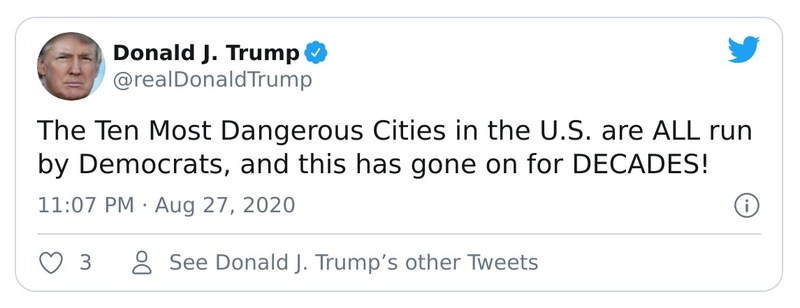 Donald J. Trump
@realDonaldTrump
The Ten Most Dangerous Cities in the U.S. are ALL run
by Democrats, and this has gone on for DECADES!
11:07 PM · Aug 27, 2020
3
See Donald J. Trump’s other Tweets